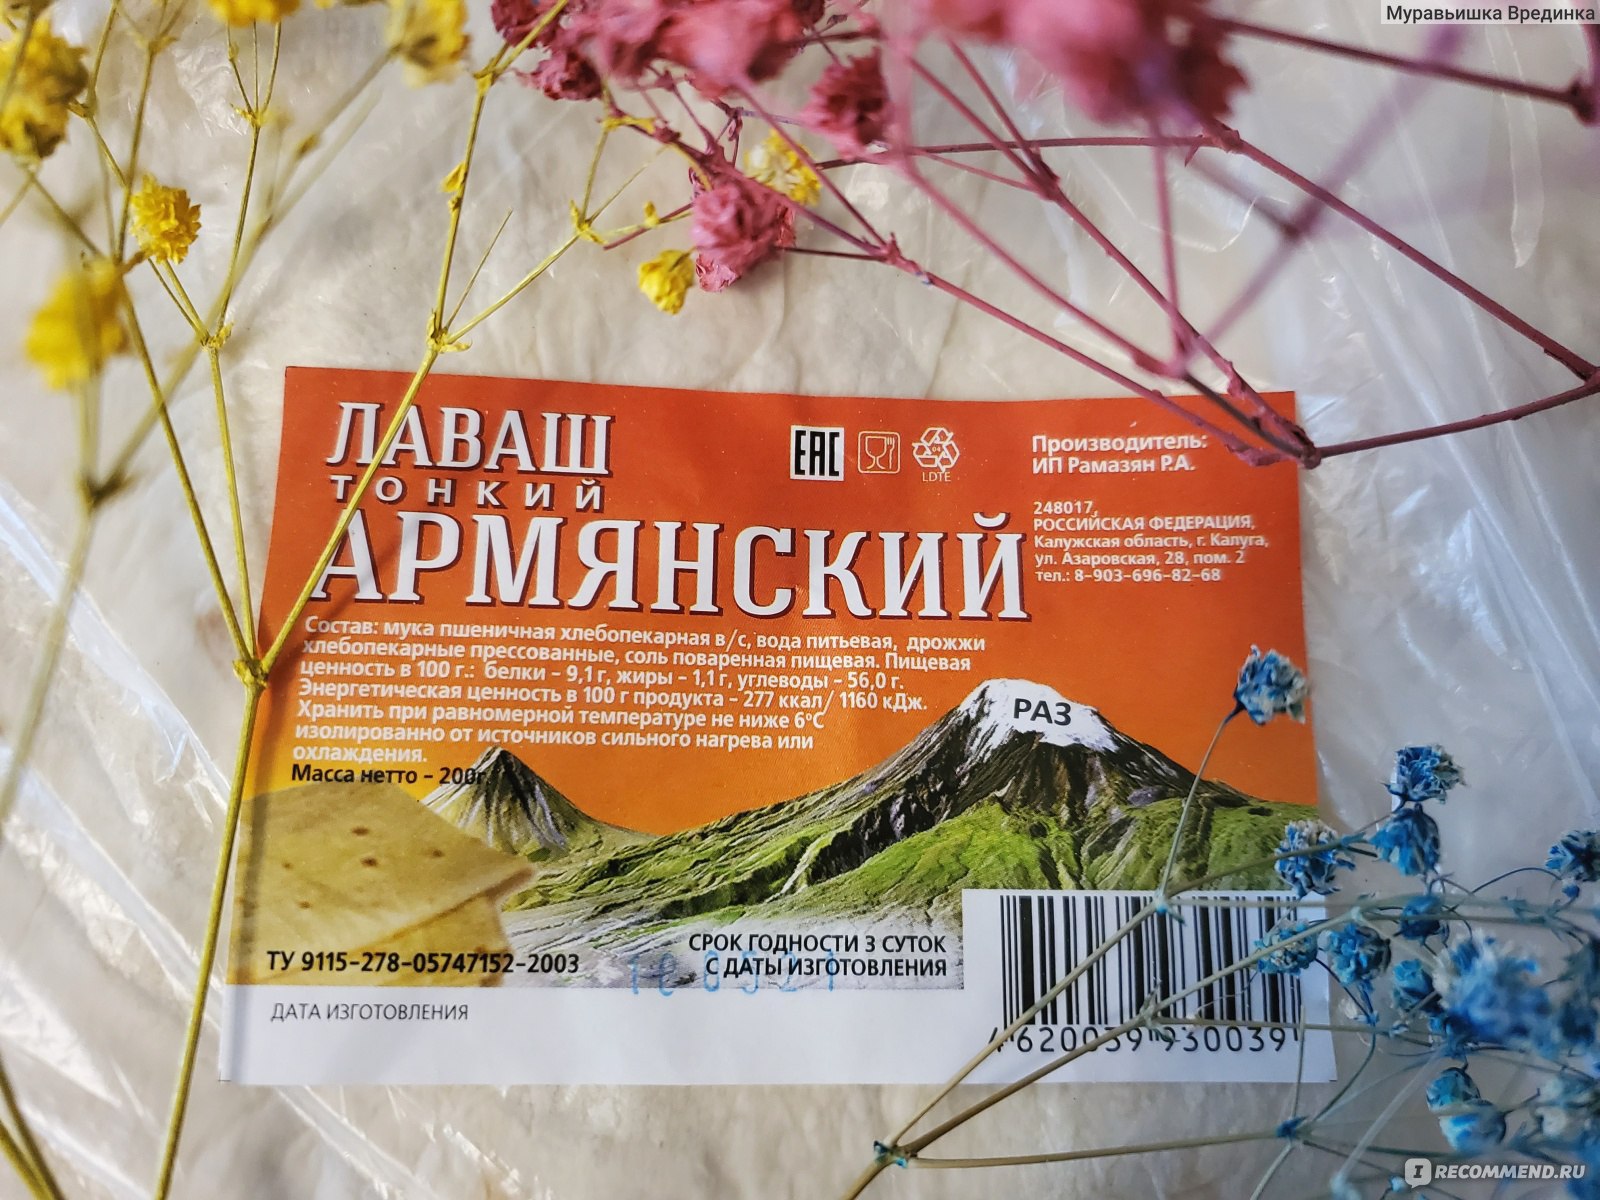 Муравьишка Врединка
ЛАВАШ
ТОНКИЙ
АРМЯНСКИЙ
EAC
LDTE
Производитель:
ИП Рамазян Р.А.
248017,
РОССИЙСКАЯ ФЕДЕРАЦИЯ,
Калужская область, г. Калуга,
ул. Азаровская, 28, пом. 2
тел.: 8-903-696-82-68
Состав: мука пшеничная хлебопекарная в/с, вода питьевая, дрожжи
хлебопекарные прессованные, соль поваренная пищевая. Пищевая
ценность в 100 г.: белки - 9,1 г, жиры - 1,1 г, углеводы - 56,0 г.
Энергетическая ценность в 100 г продукта - 277 ккал/ 1160 кДж.
Хранить при равномерной температуре не ниже 6°С
изолированно от источников сильного нагрева или
охлаждения.
Масса нетто - 200г
РАЗ
СРОК ГОДНОСТИ 3 СУТОК
С ДАТЫ ИЗГОТОВЛЕНИЯ
ТУ 9115-278-05747152-2003
ДАТА ИЗГОТОВЛЕНИЯ
4620039930039
IRECOMMEND.RU